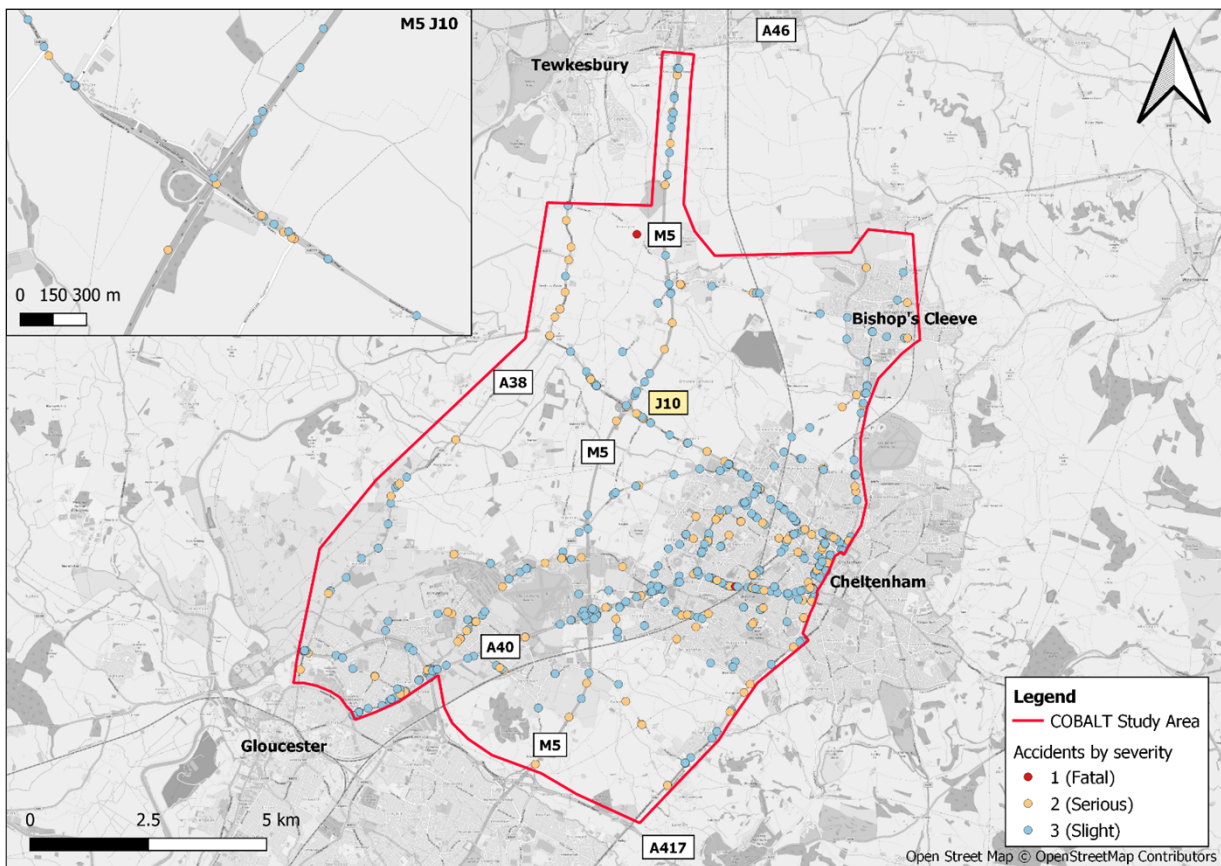 M5 J10
0 150 300 m
A46
Tewkesbury
M5
Bishop's Cleeve
A38
J10
M5
Cheltenham
A40
Gloucester
M5
A417
0 2.5 5 km
Legend
COBALT Study Area
Accidents by severity
1 (Fatal)
2 (Serious)
3 (Slight)
Open Street Map © OpenStreetMap Contributors